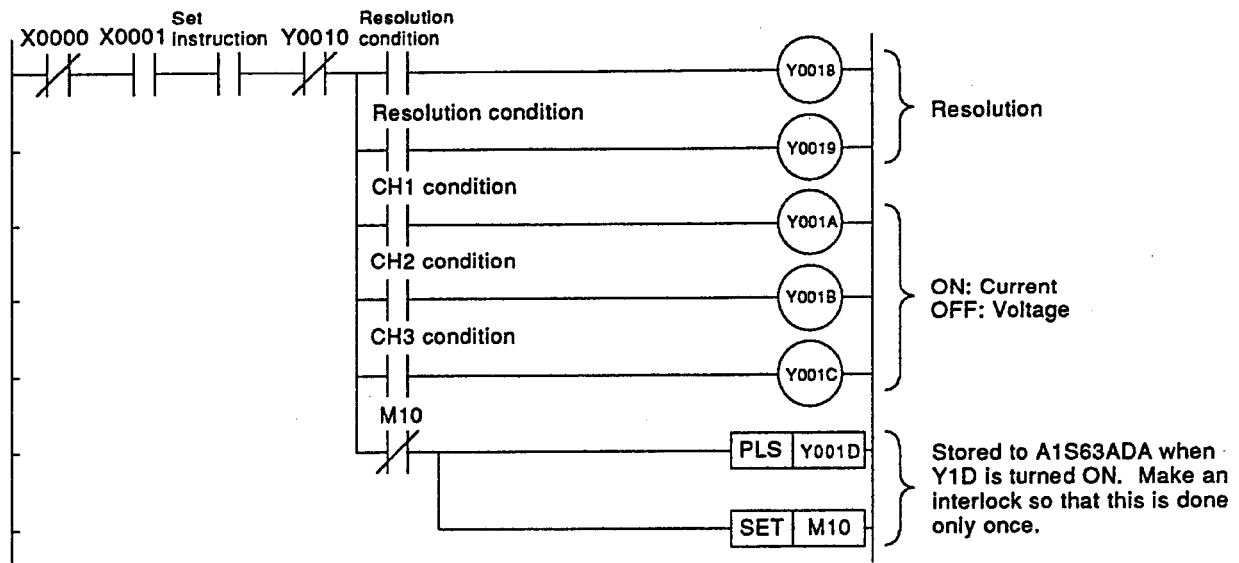 Set
X0000 X0001 instruction Y0010
Resolution
condition
Y0018
Resolution condition
Y0019
Resolution
CH1 condition
Y001A
CH2 condition
Y001B
ON: Current
OFF: Voltage
CH3 condition
Y001C
M10
PLS Y001D
SET M10
Stored to A1S63ADA when
Y1D is turned ON. Make an
interlock so that this is done
only once.